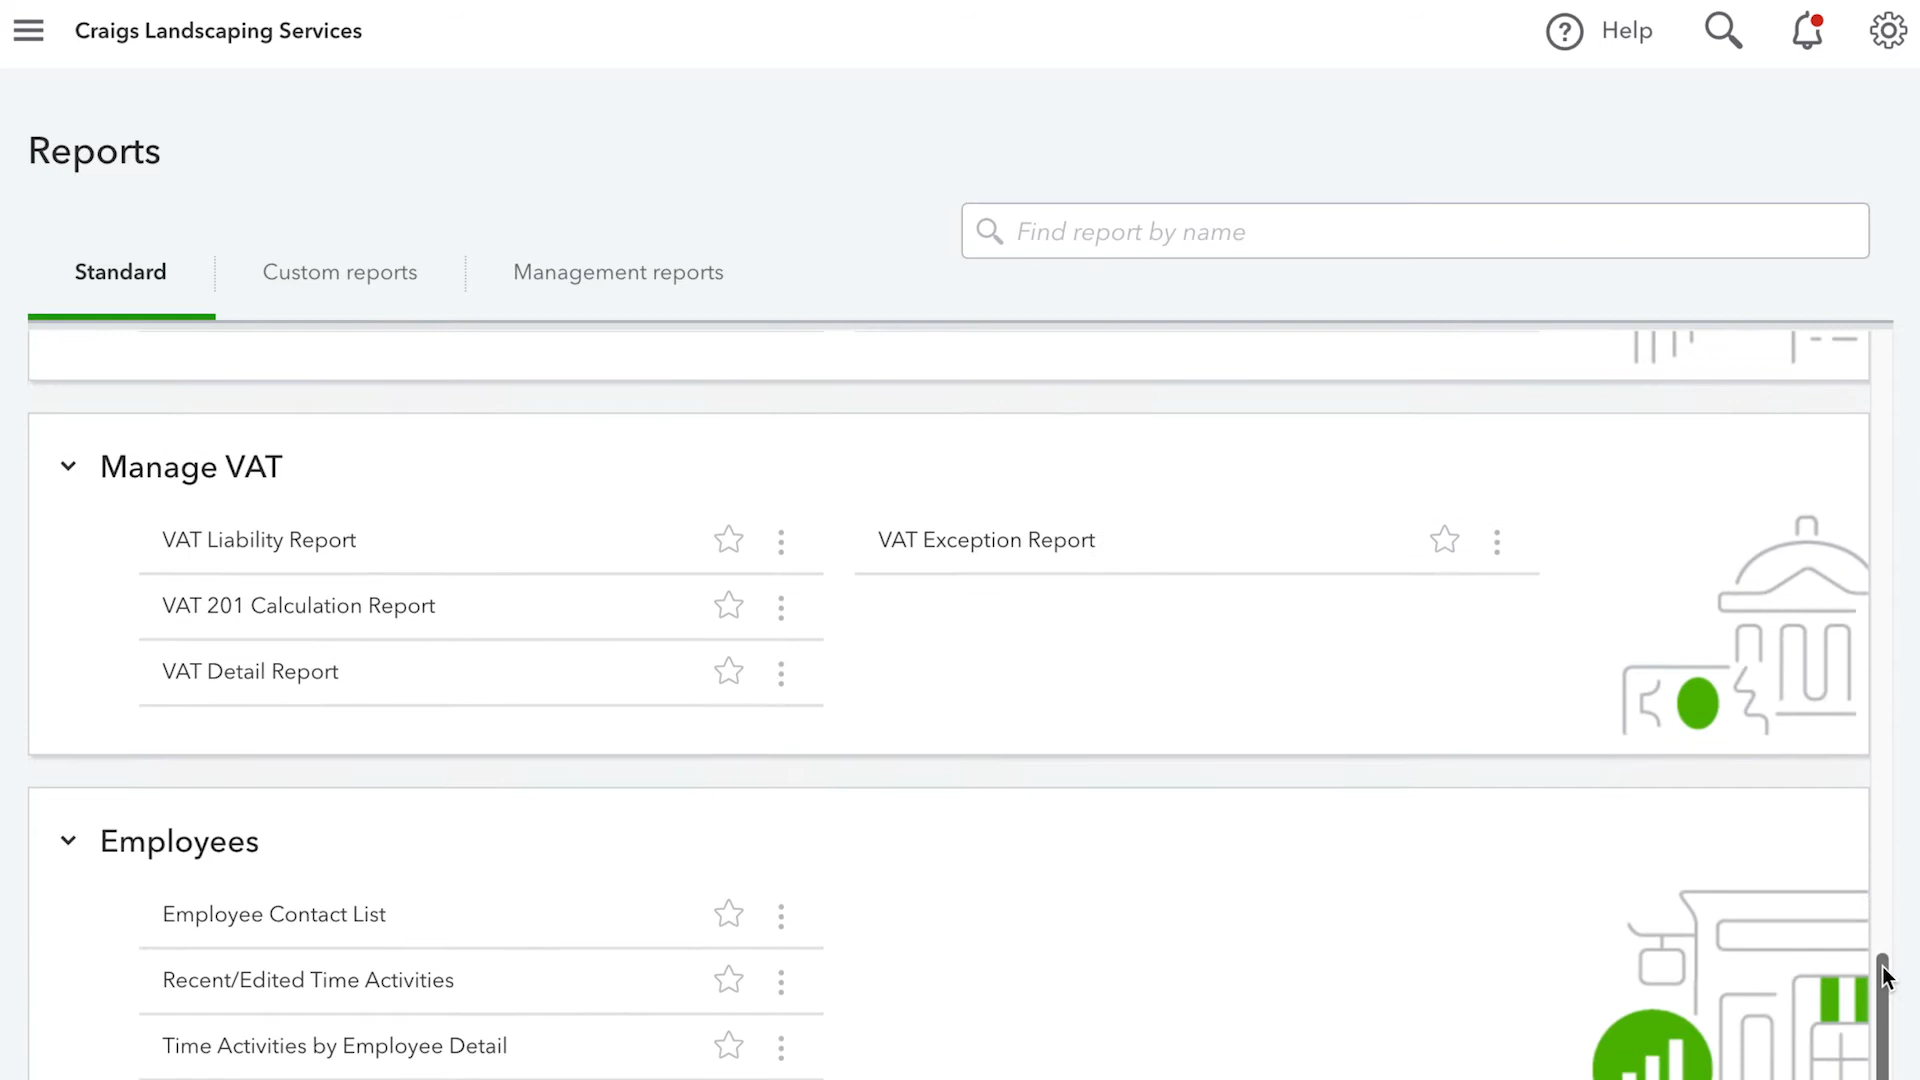 Craigs Landscaping Services
? Help
Reports
Find report by name
Standard
Custom reports
Management reports
Manage VAT
VAT Liability Report
VAT Exception Report
VAT 201 Calculation Report
VAT Detail Report
Employees
Employee Contact List
Recent/Edited Time Activities
Time Activities by Employee Detail